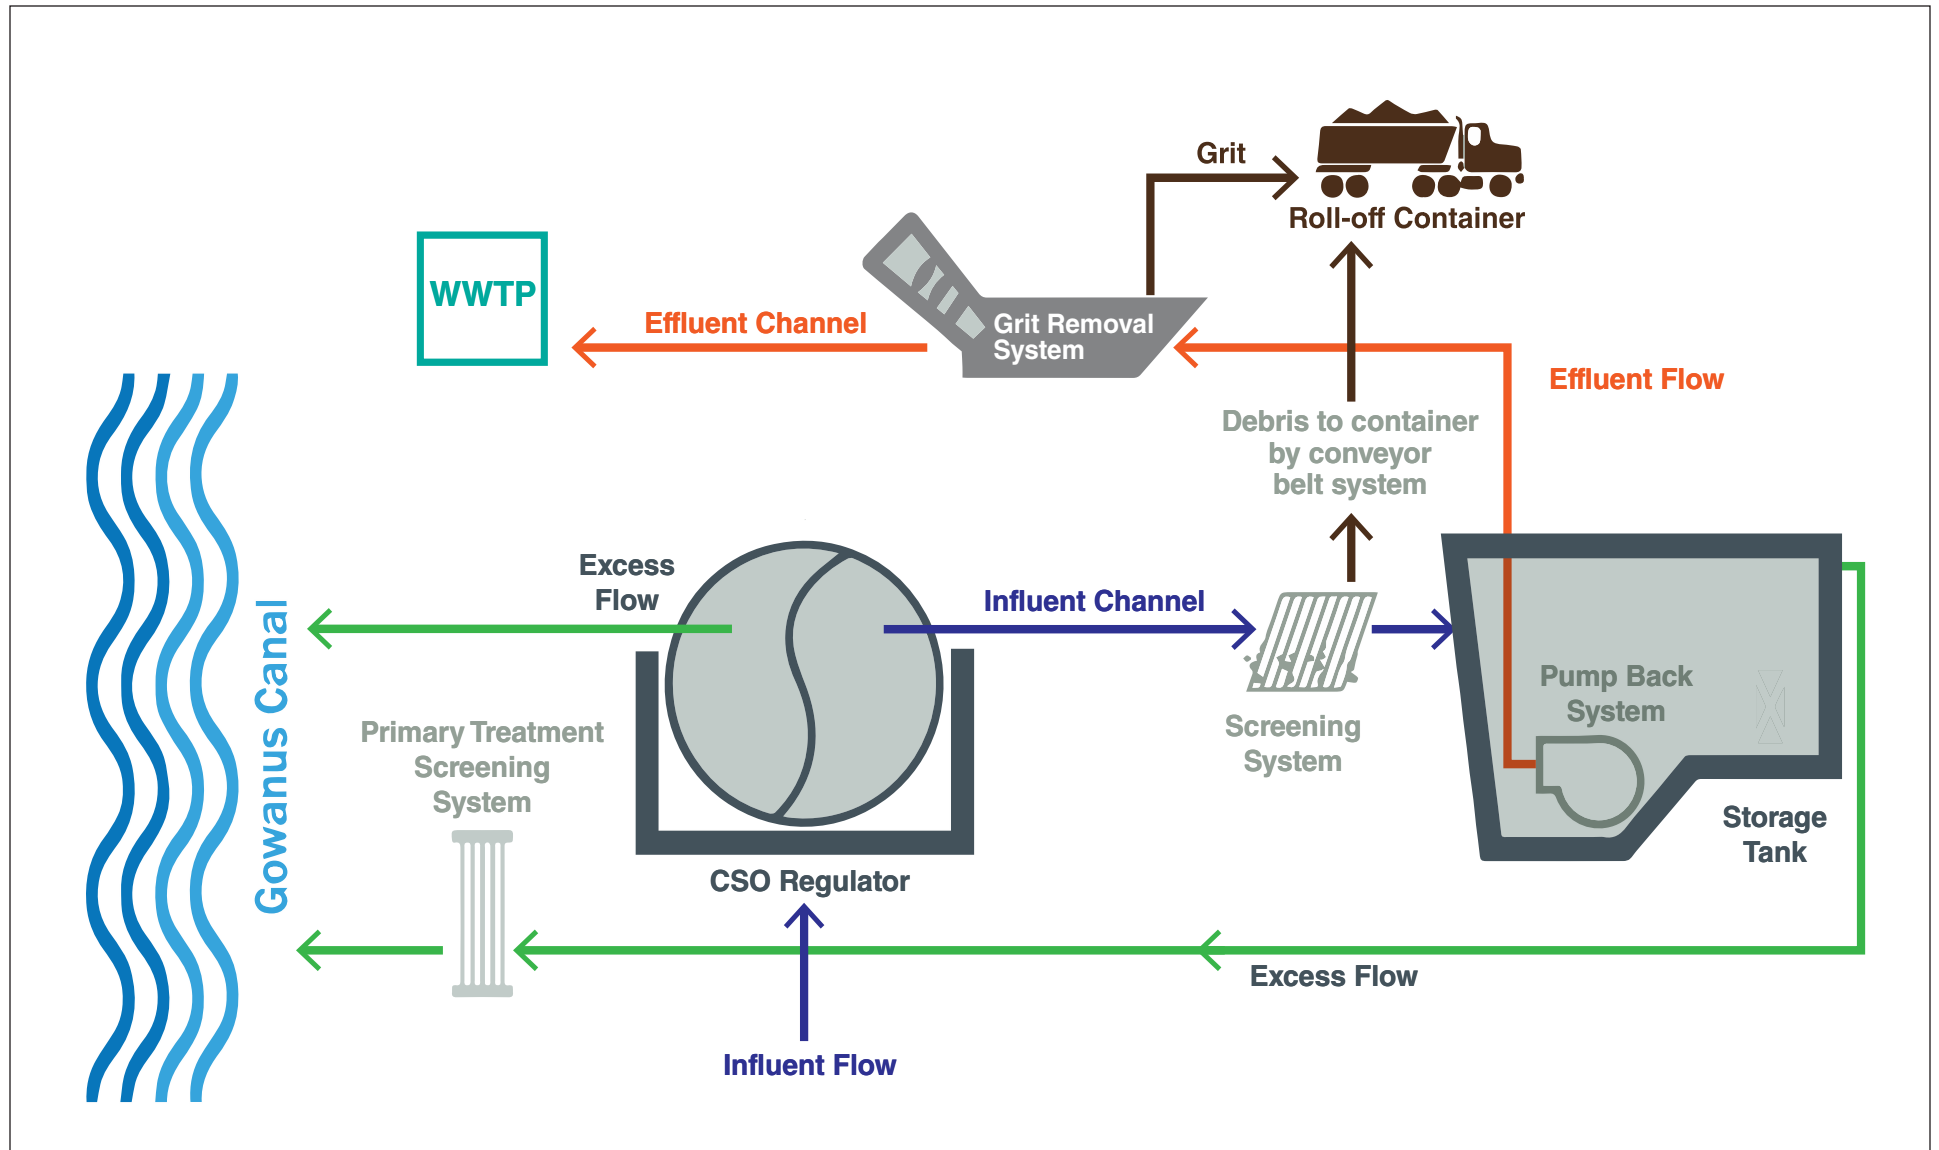 Grit
Roll-off Container
WWTP
Effluent Channel
Grit Removal
System
Effluent Flow
Debris to container
by conveyor
belt system
Excess
Flow
Influent Channel
Gowanus Canal
Primary Treatment
Screening
System
Screening
System
Pump Back
System
Storage
Tank
CSO Regulator
Excess Flow
Influent Flow